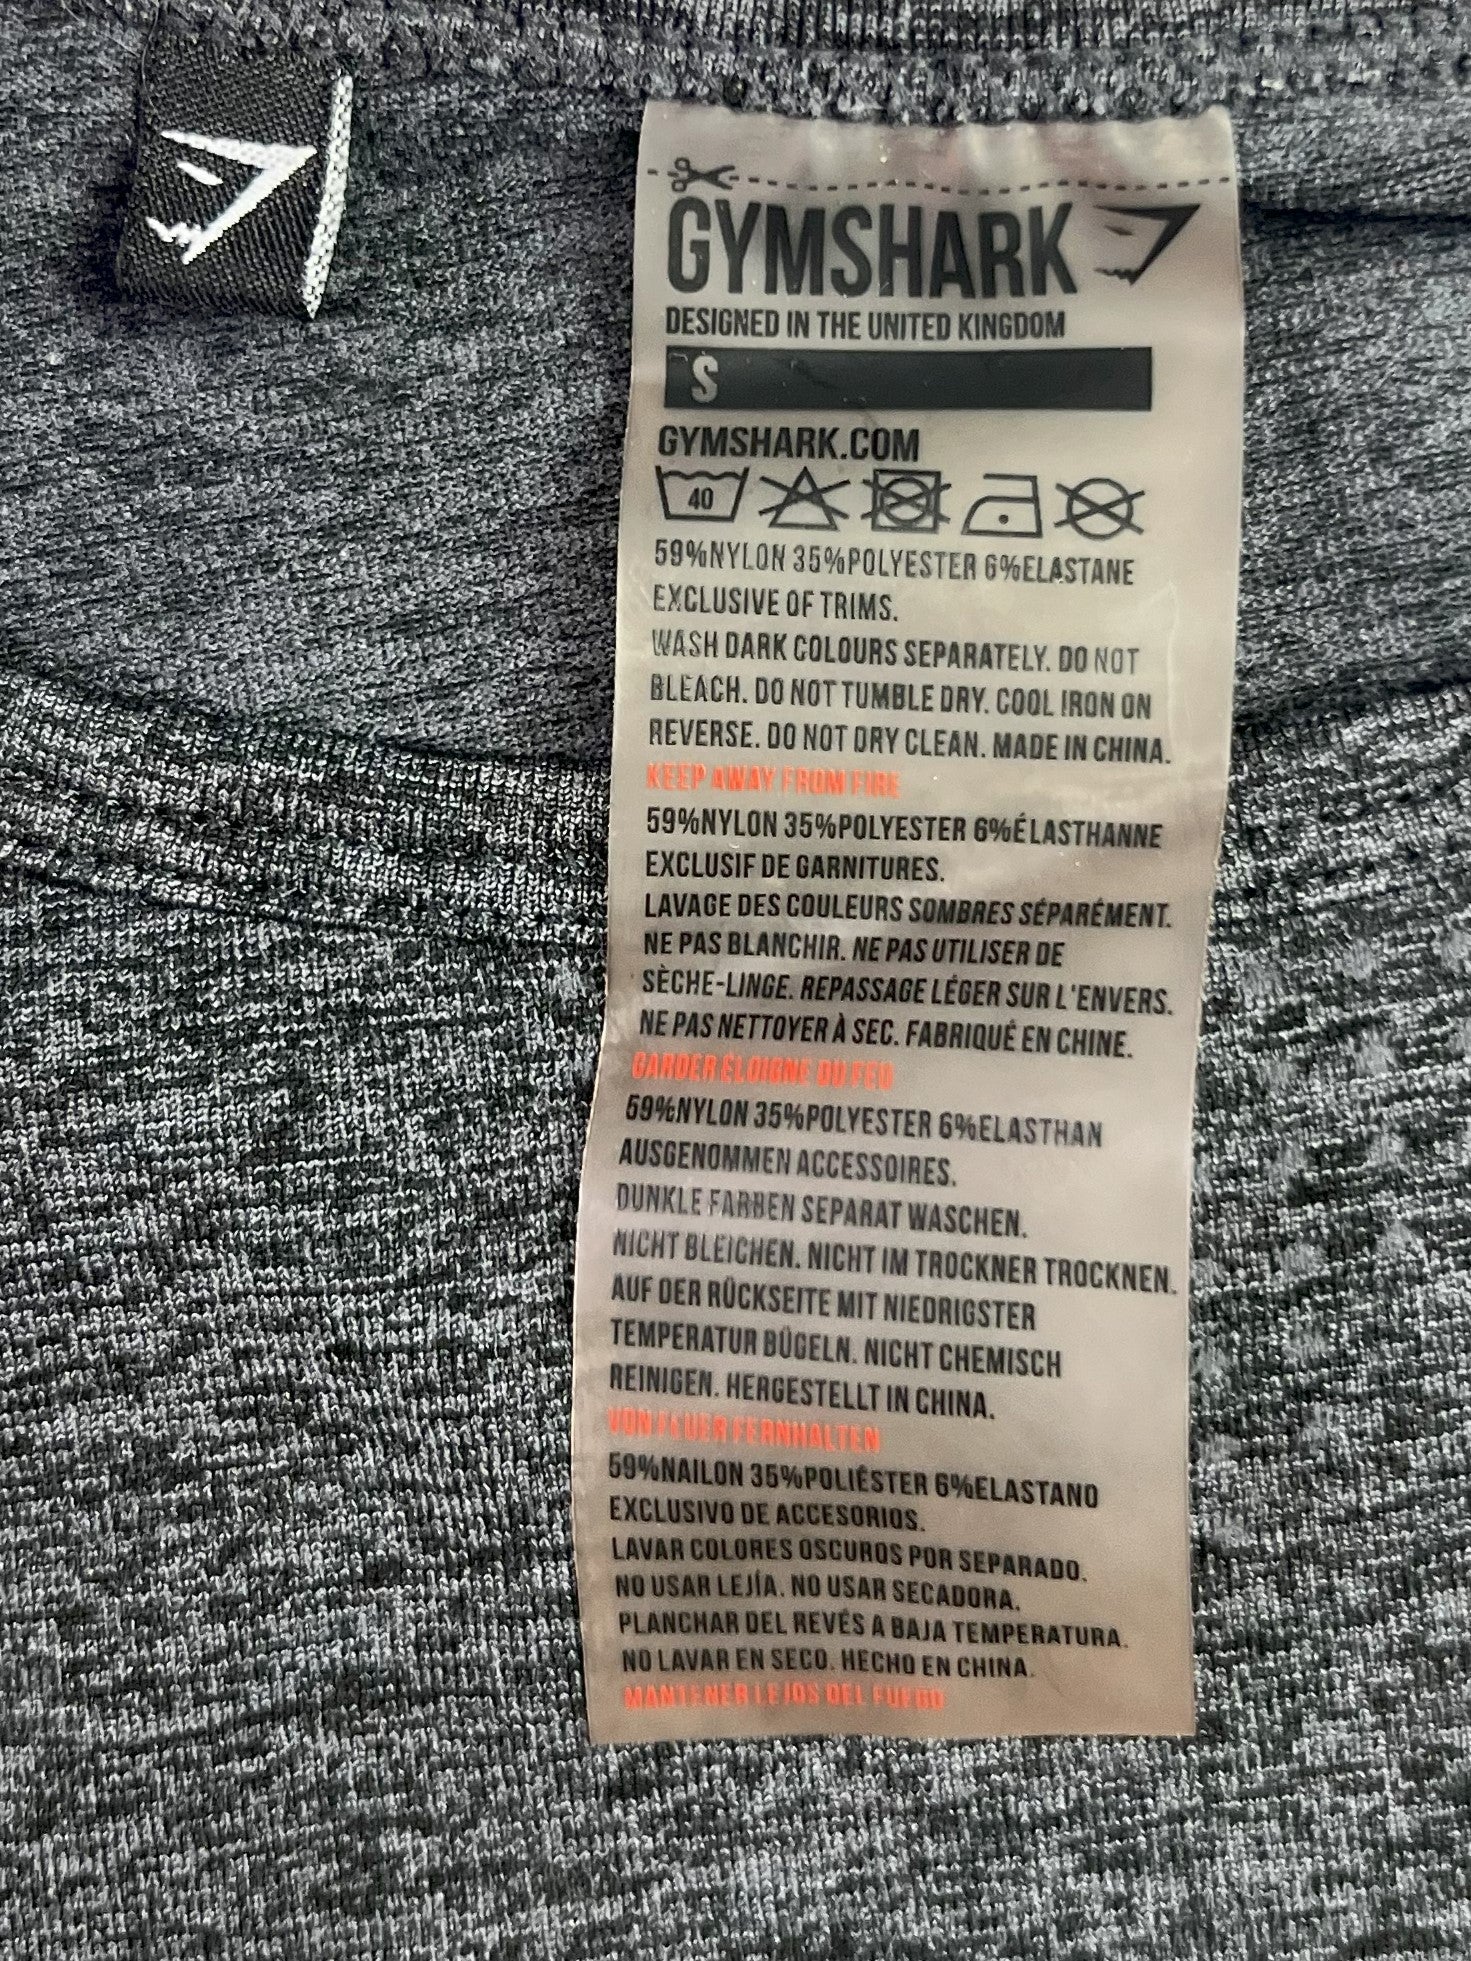 GYMSHARK
DESIGNED IN THE UNITED KINGDOM
S
GYMSHARK.COM
40
59%NYLON 35%POLYESTER 6%ELASTANE
EXCLUSIVE OF TRIMS.
WASH DARK COLOURS SEPARATELY. DO NOT
BLEACH. DO NOT TUMBLE DRY. COOL IRON ON
REVERSE. DO NOT DRY CLEAN. MADE IN CHINA.
KEEP AWAY FROM FIRE
59%NYLON 35%POLYESTER 6%ÉLASTHANNE
EXCLUSIF DE GARNITURES.
LAVAGE DES COULEURS SOMBRES SÉPARÉMENT.
NE PAS BLANCHIR. NE PAS UTILISER DE
SÈCHE-LINGE. REPASSAGE LÉGER SUR L'ENVERS.
NE PAS NETTOYER À SEC. FABRIQUÉ EN CHINE.
GARDER ÉLOIGNE DU FEU
59%NYLON 35%POLYESTER 6%ELASTHAN
AUSGENOMMEN ACCESSOIRES.
DUNKLE FARBEN SEPARAT WASCHEN.
NICHT BLEICHEN. NICHT IM TROCKNER TROCKNEN.
AUF DER RÜCKSEITE MIT NIEDRIGSTER
TEMPERATUR BÜGELN. NICHT CHEMISCH
REINIGEN. HERGESTELLT IN CHINA.
VON FEUER FERNHALTEN
59%NAILON 35%POLIÉSTER 6%ELASTANO
EXCLUSIVO DE ACCESORIOS.
LAVAR COLORES OSCUROS POR SEPARADO.
NO USAR LEJÍA. NO USAR SECADORA.
PLANCHAR DEL REVÉS A BAJA TEMPERATURA.
NO LAVAR EN SECO. HECHO EN CHINA.
MANTENER LEJOS DEL FUEGO